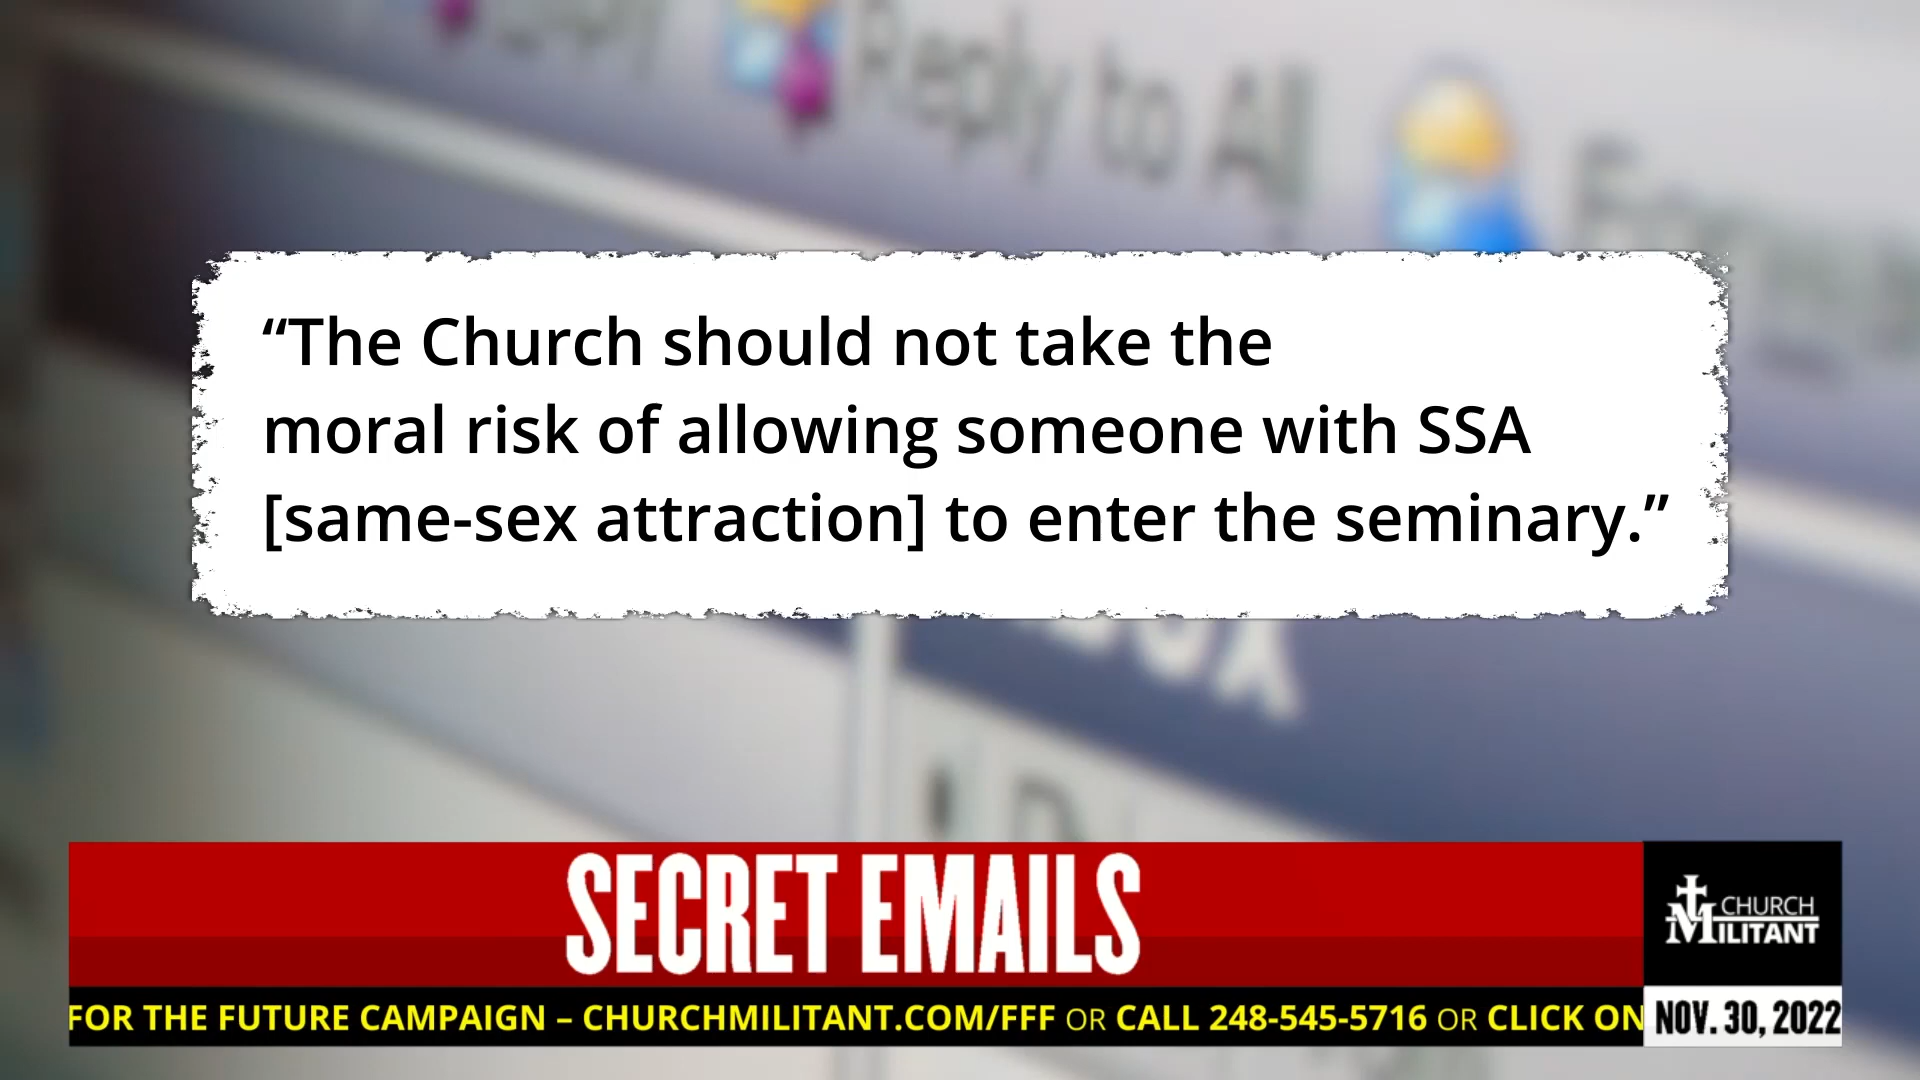 Reply to All
“The Church should not take the
moral risk of allowing someone with SSA
[same-sex attraction] to enter the seminary.”
SECRET EMAILS
CHURCH
MILITANT
FOR THE FUTURE CAMPAIGN – CHURCHMILITANT.COM/FFF OR CALL 248-545-5716 OR CLICK ON
NOV. 30, 2022